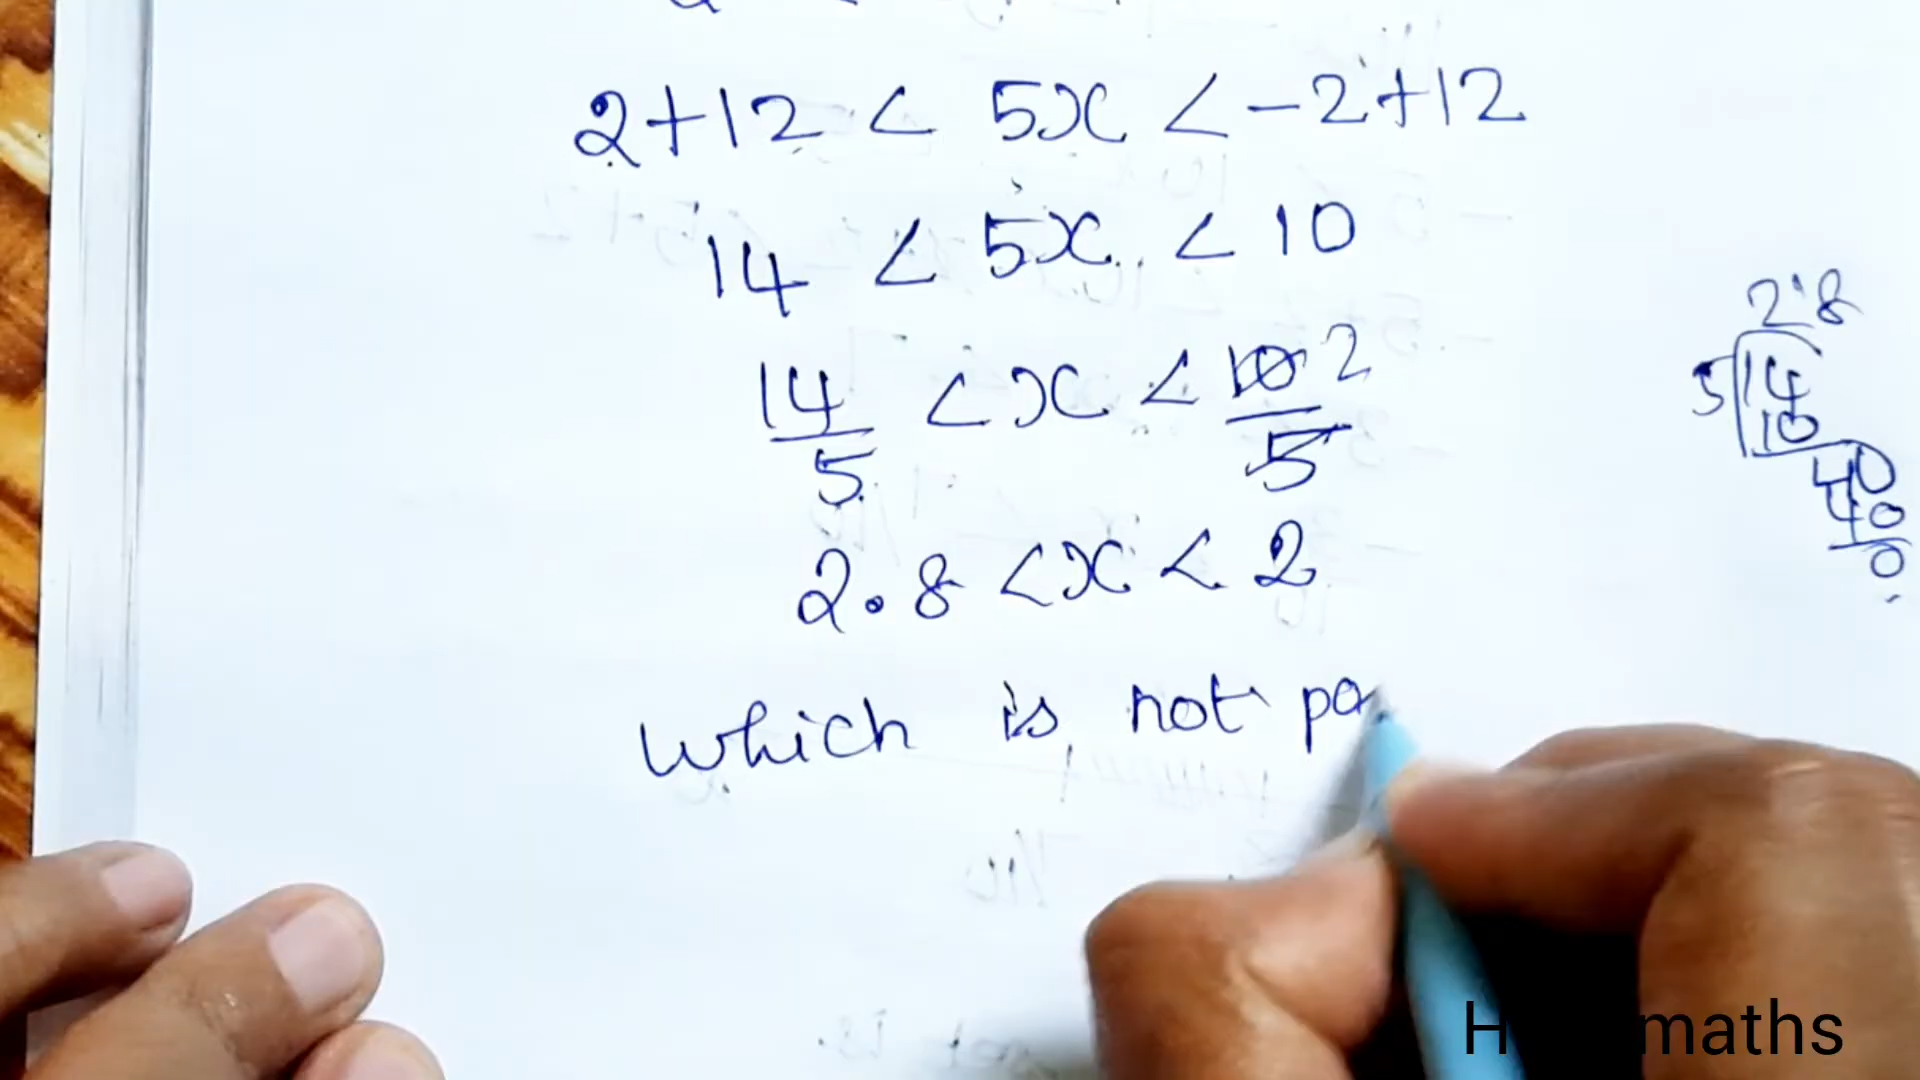 2+12 < 5x < -2+12
14 < 5x < 10
14/5 < x < 10/5 2
2.8 < x < 2
which is not
2.8
5 14
10
40
40
0
maths